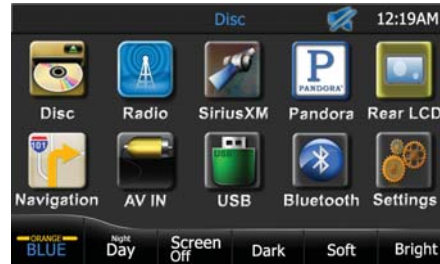 Disc 12:19AM
P
PANDORA
Disc Radio SiriusXM Pandora Rear LCD
101
USB
Navigation AV IN USB Bluetooth Settings
ORANGE
BLUE
Night
Day
Screen
Off
Dark Soft Bright